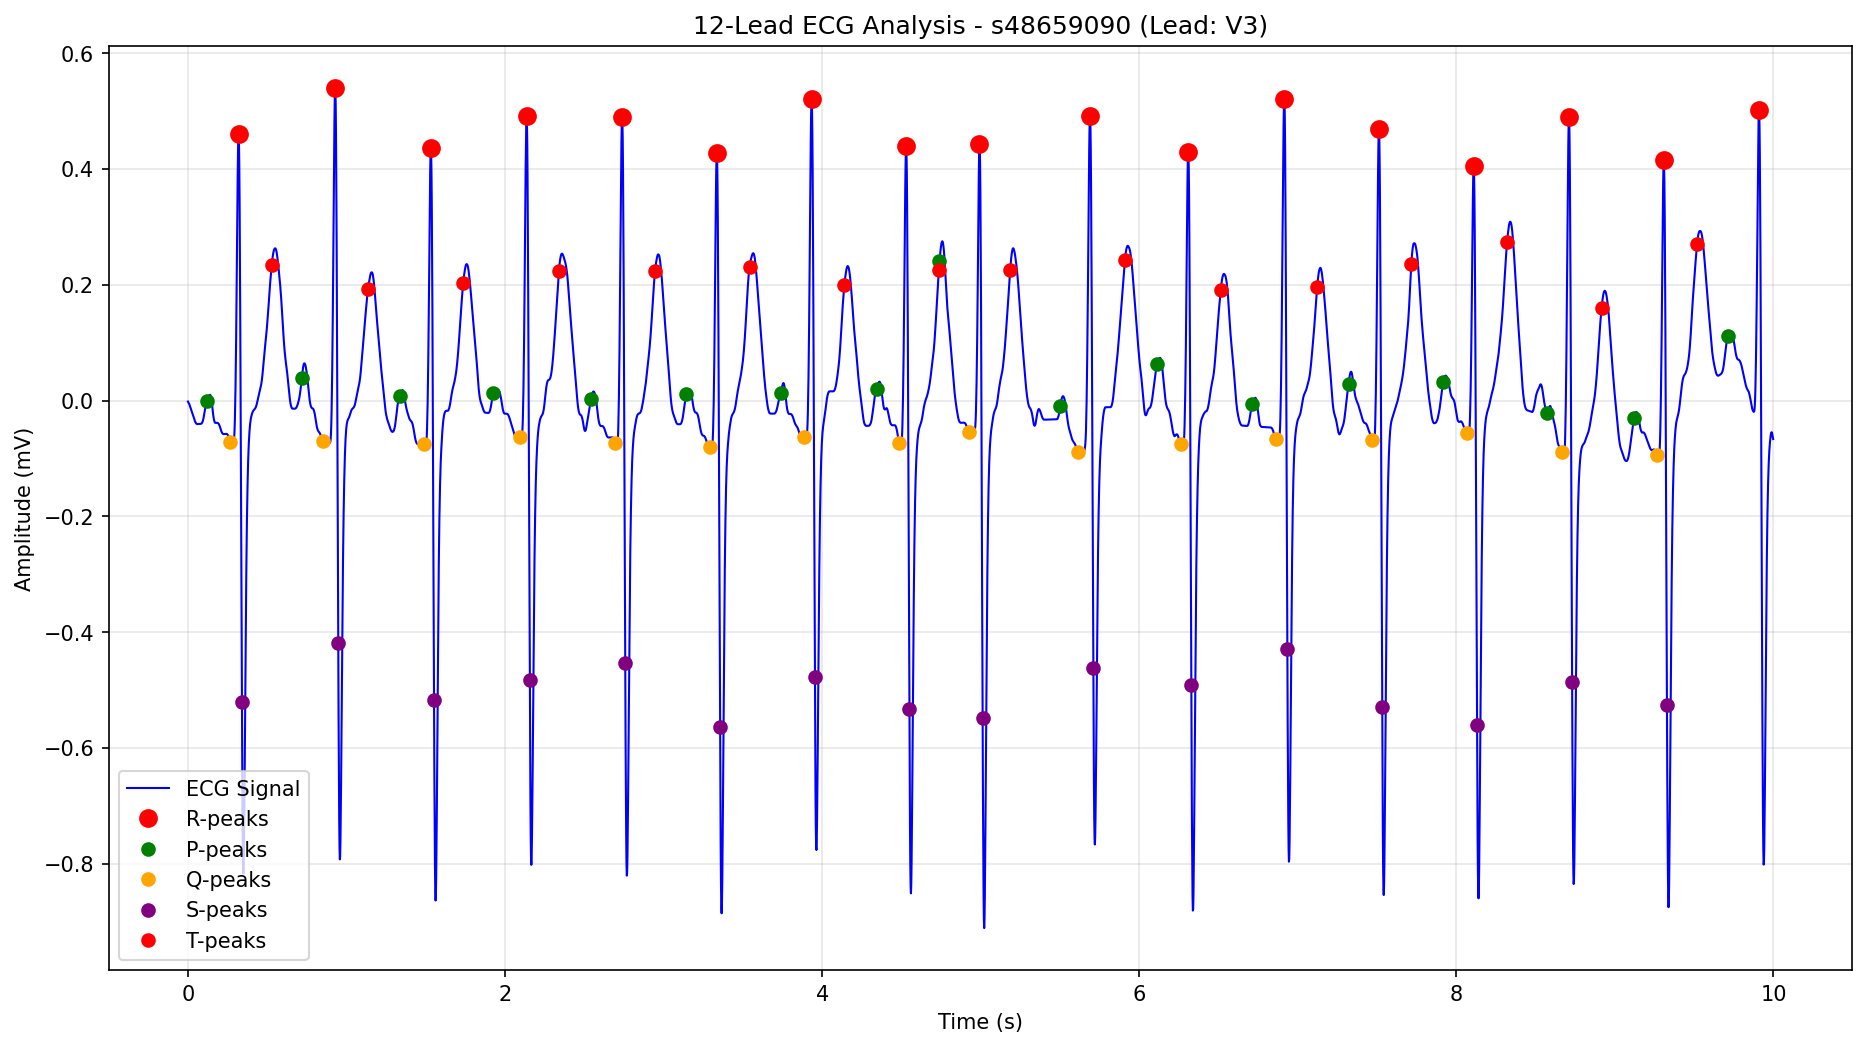 12-Lead ECG Analysis - s48659090 (Lead: V3)
Amplitude (mV)
0.6
0.4
0.2
0.0
−0.2
−0.4
−0.6
−0.8
ECG Signal
R-peaks
P-peaks
Q-peaks
S-peaks
T-peaks
0 2 4 6 8 10
Time (s)